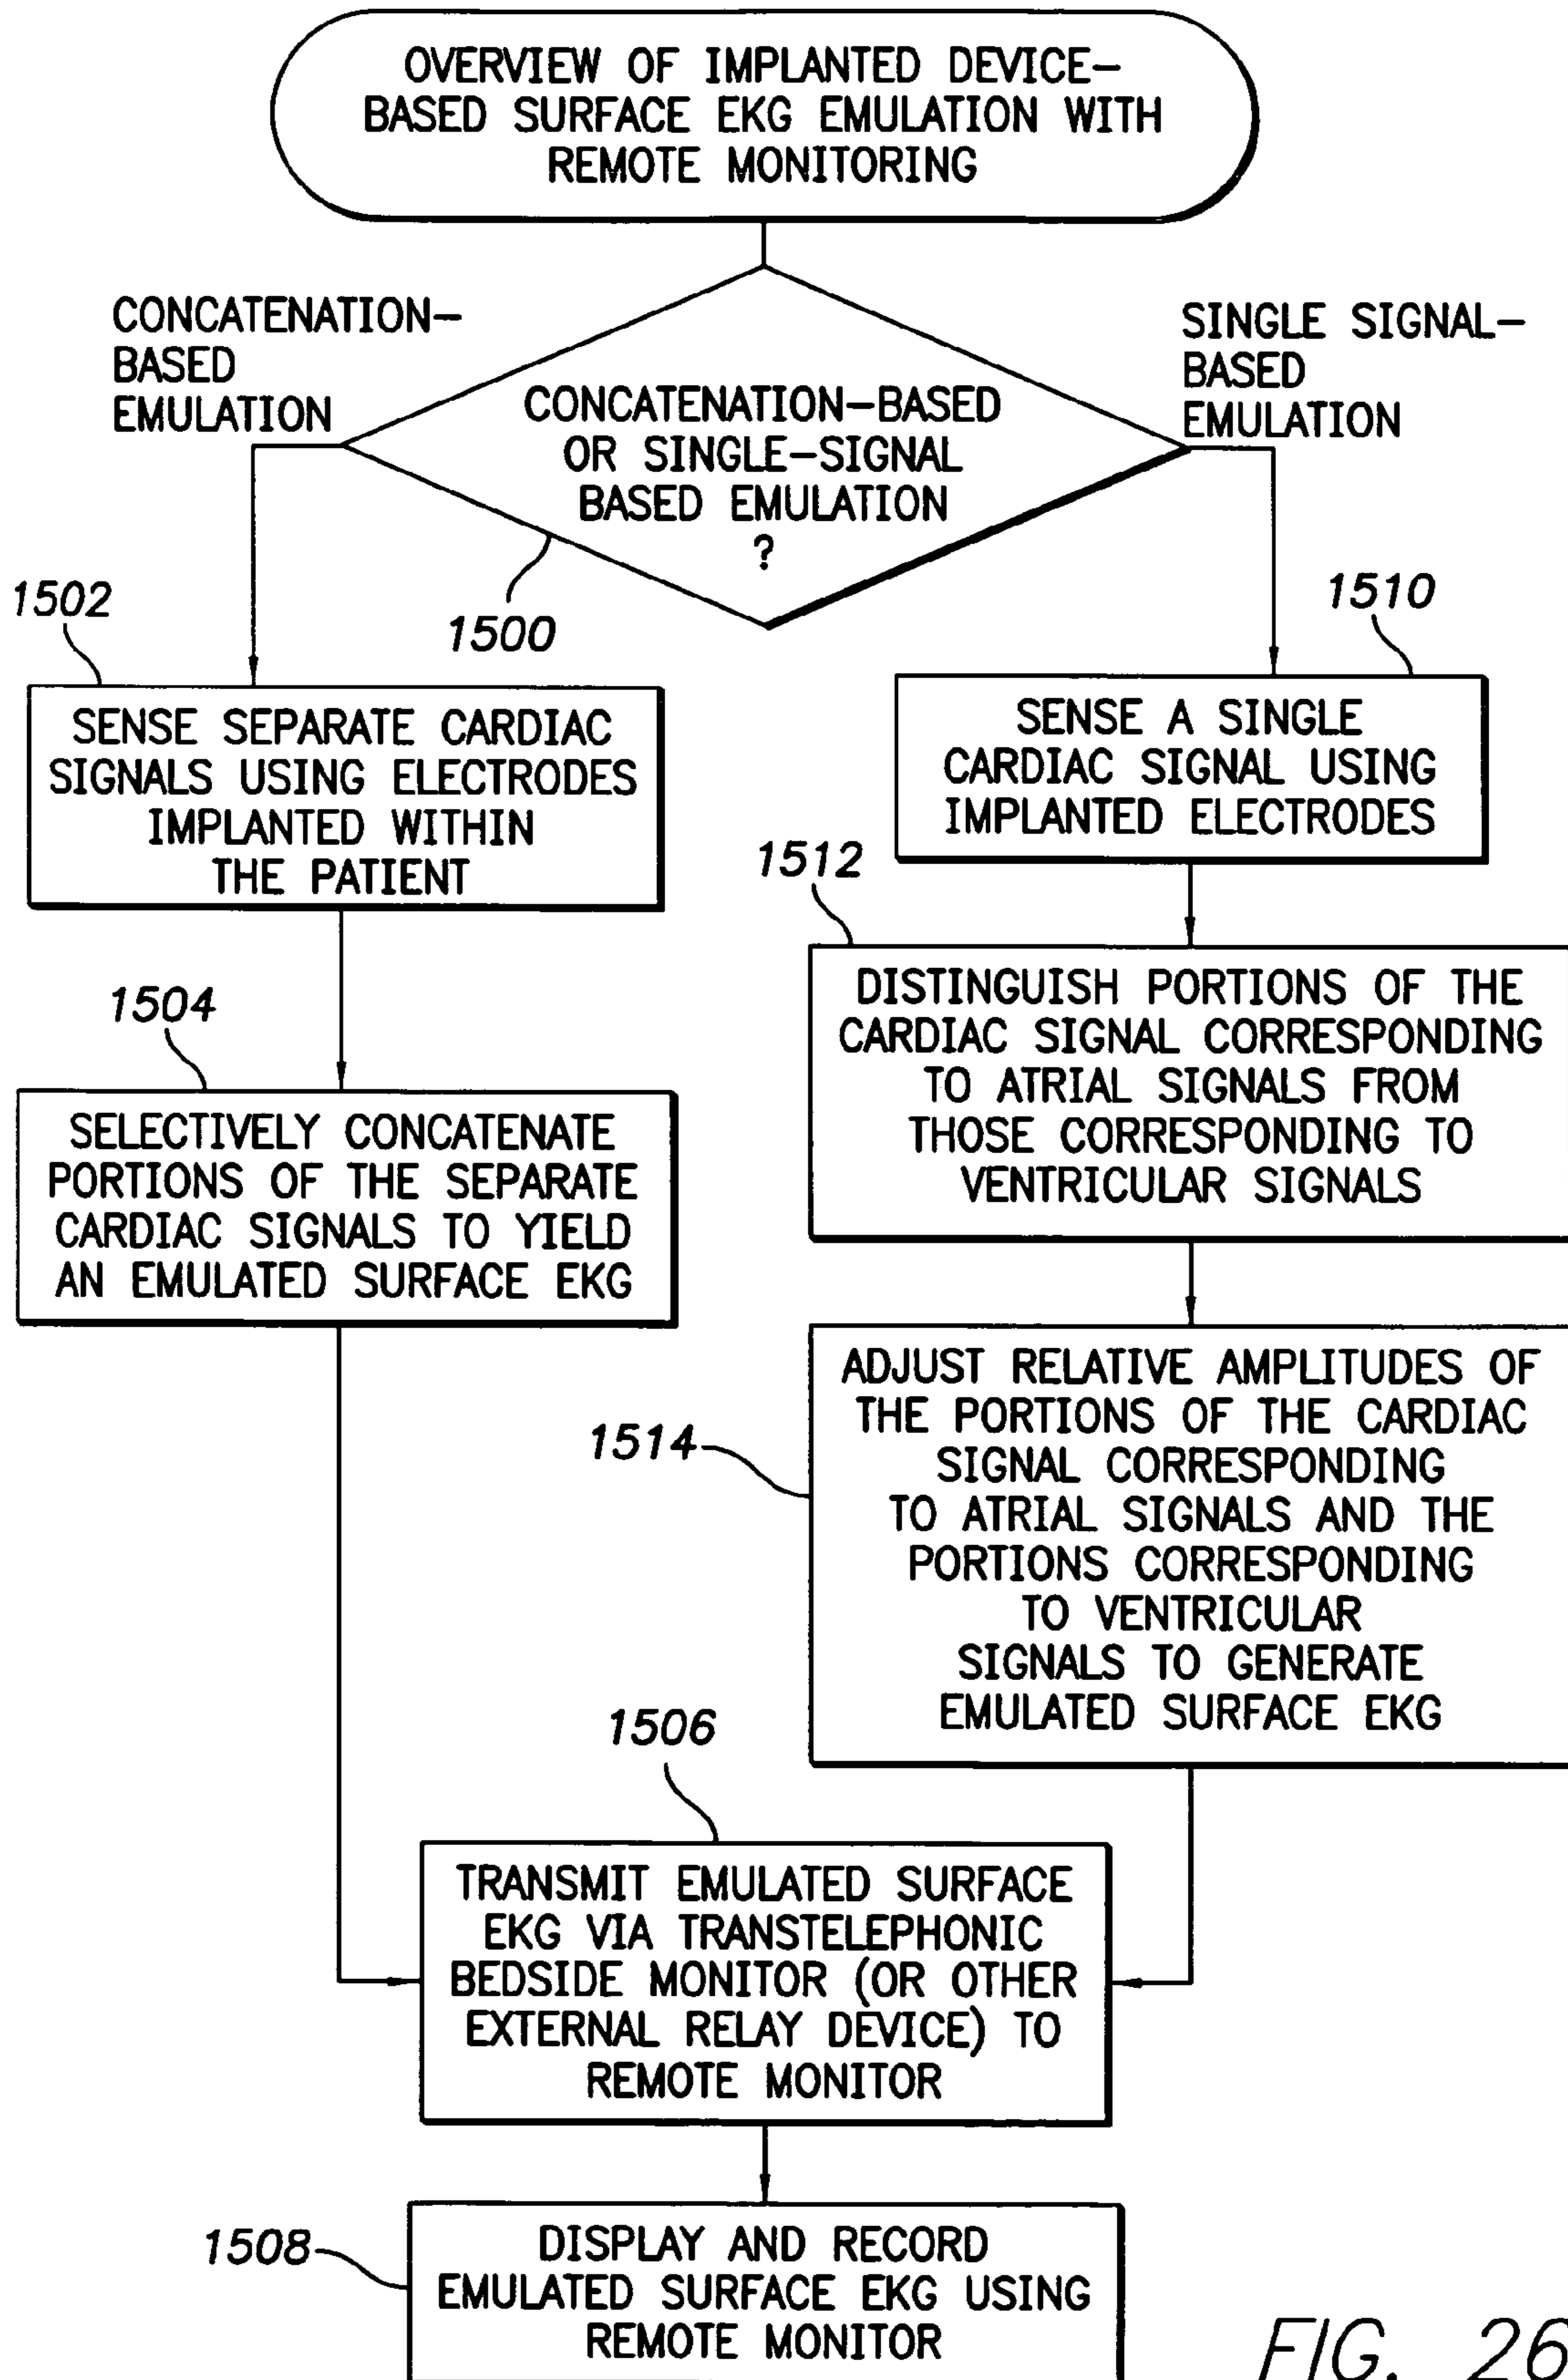 OVERVIEW OF IMPLANTED DEVICE-
BASED SURFACE EKG EMULATION WITH
REMOTE MONITORING
CONCATENATION-
BASED
EMULATION
SINGLE SIGNAL-
BASED
EMULATION
CONCATENATION-BASED
OR SINGLE-SIGNAL
BASED EMULATION
?
1500
1502
SENSE SEPARATE CARDIAC
SIGNALS USING ELECTRODES
IMPLANTED WITHIN
THE PATIENT
1504
SELECTIVELY CONCATENATE
PORTIONS OF THE SEPARATE
CARDIAC SIGNALS TO YIELD
AN EMULATED SURFACE EKG
1510
SENSE A SINGLE
CARDIAC SIGNAL USING
IMPLANTED ELECTRODES
1512
DISTINGUISH PORTIONS OF THE
CARDIAC SIGNAL CORRESPONDING
TO ATRIAL SIGNALS FROM
THOSE CORRESPONDING TO
VENTRICULAR SIGNALS
1514
ADJUST RELATIVE AMPLITUDES OF
THE PORTIONS OF THE CARDIAC
SIGNAL CORRESPONDING
TO ATRIAL SIGNALS AND THE
PORTIONS CORRESPONDING
TO VENTRICULAR
SIGNALS TO GENERATE
EMULATED SURFACE EKG
1506
TRANSMIT EMULATED SURFACE
EKG VIA TRANSTELEPHONIC
BEDSIDE MONITOR (OR OTHER
EXTERNAL RELAY DEVICE) TO
REMOTE MONITOR
1508
DISPLAY AND RECORD
EMULATED SURFACE EKG USING
REMOTE MONITOR
FIG. 26